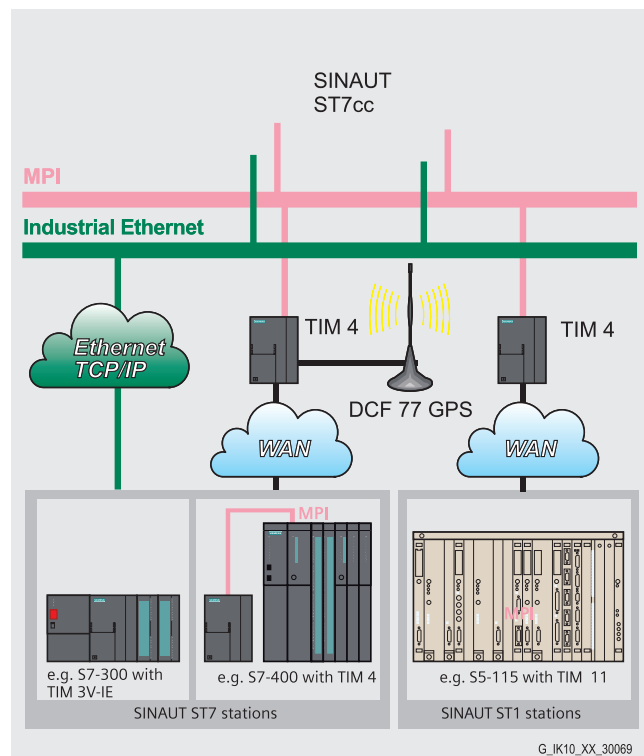 SINAUT
ST7cc
MPI
Industrial Ethernet
Ethernet
TCP/IP
TIM 4
TIM 4
DCF 77 GPS
WAN
WAN
MPI
MPI
e.g. S7-300 with
TIM 3V-IE
e.g. S7-400 with TIM 4
e.g. S5-115 with TIM 11
SINAUT ST7 stations
SINAUT ST1 stations
G_IK10_XX_30069